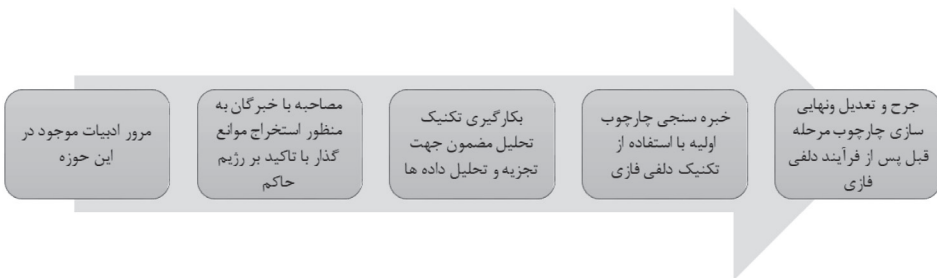 مرور ادبیات موجود در
این حوزه
مصاحبه با خبرگان به
منظور استخراج موانع
گذار با تاکید بر رژیم
حاکم
بکارگیری تکنیک
تحلیل مضمون جهت
تجزیه و تحلیل داده ها
خبره سنجی چارچوب
اولیه با استفاده از
تکنیک دلفی فازی
جرح و تعدیل ونهایی
سازی چارچوب مرحله
قبل پس از فرآیند دلفی
فازی